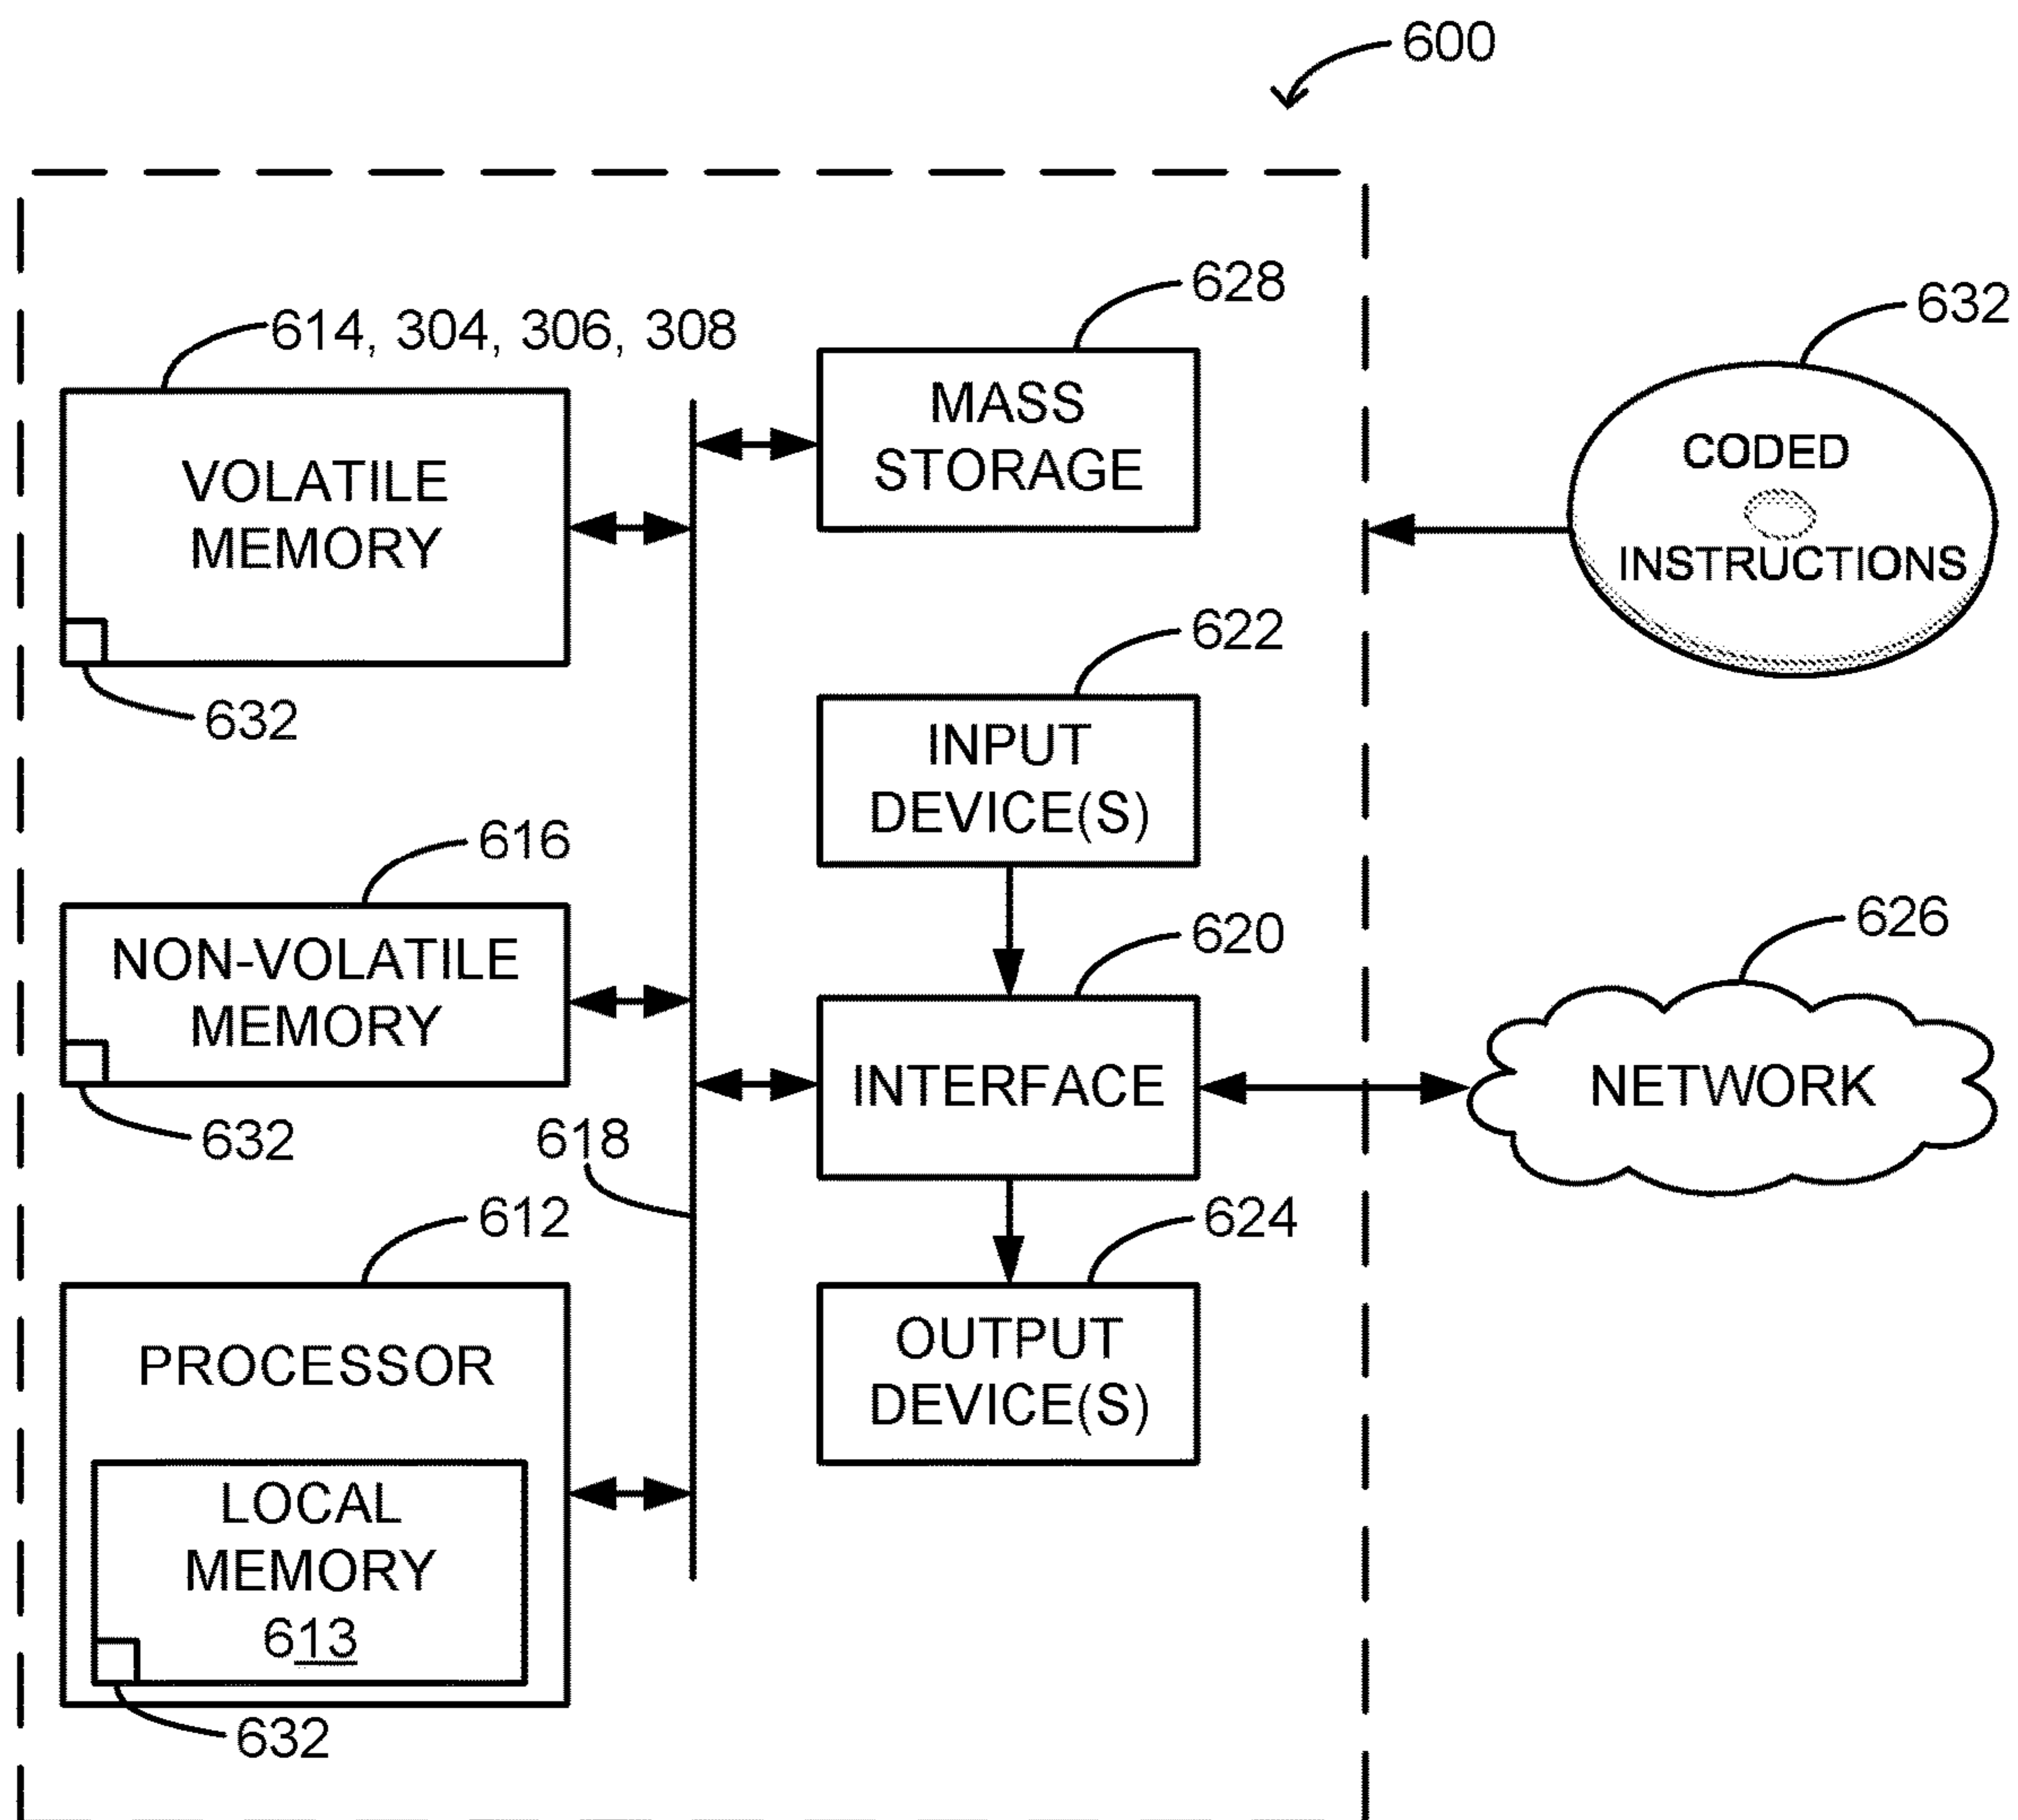 600
628
632
614, 304, 306, 308
MASS
STORAGE
CODED
INSTRUCTIONS
VOLATILE
MEMORY
632
622
INPUT
DEVICE(S)
616
NON-VOLATILE
MEMORY
632
620
626
INTERFACE
NETWORK
618
612
624
PROCESSOR
OUTPUT
DEVICE(S)
LOCAL
MEMORY
613
632